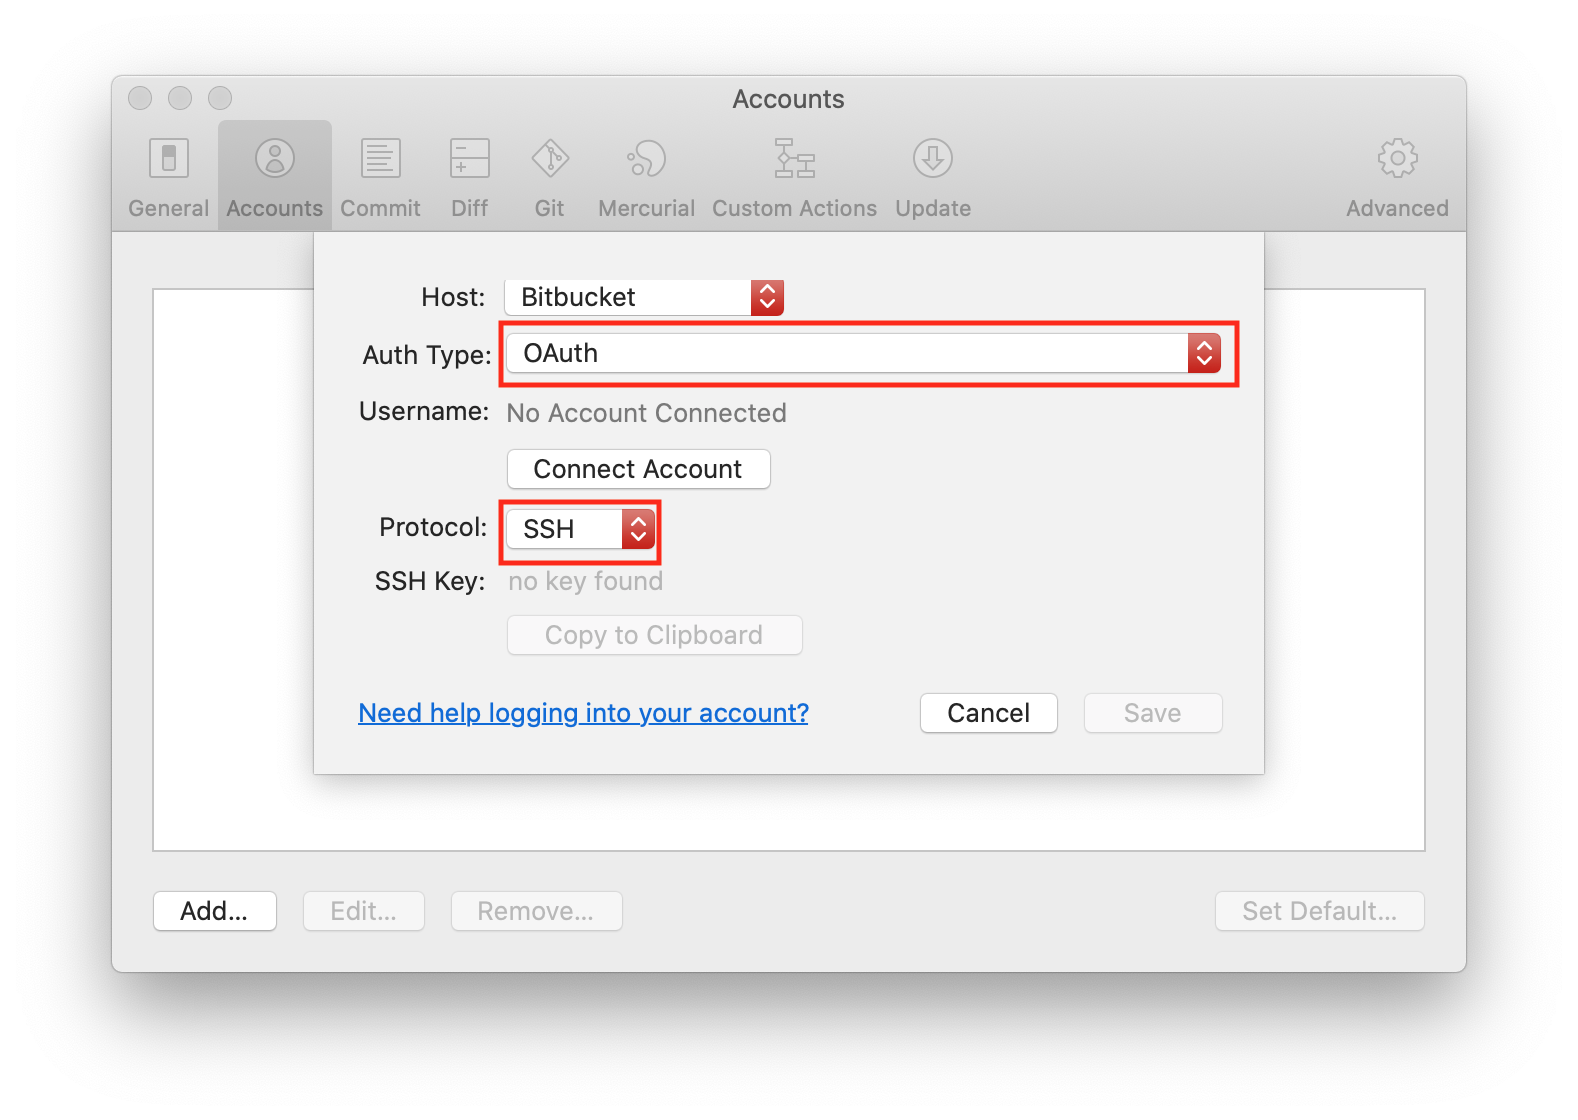 Accounts
General Accounts Commit Diff Git Mercurial Custom Actions Update Advanced
Host: Bitbucket
Auth Type: OAuth
Username: No Account Connected
Connect Account
Protocol: SSH
SSH Key: no key found
Copy to Clipboard
Need help logging into your account? Cancel Save
Add... Edit... Remove... Set Default...